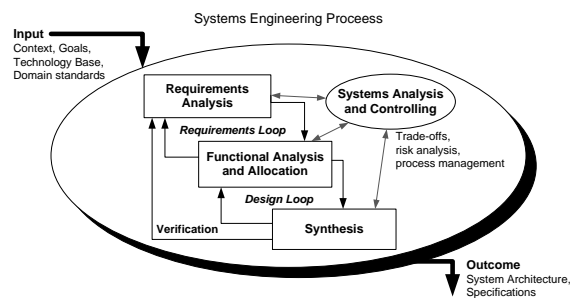 Systems Engineering Proceess
Input
Context, Goals,
Technology Base,
Domain standards
Requirements
Analysis
Systems Analysis
and Controlling
Requirements Loop
Trade-offs,
risk analysis,
process management
Functional Analysis
and Allocation
Design Loop
Verification
Synthesis
Outcome
System Architecture,
Specifications